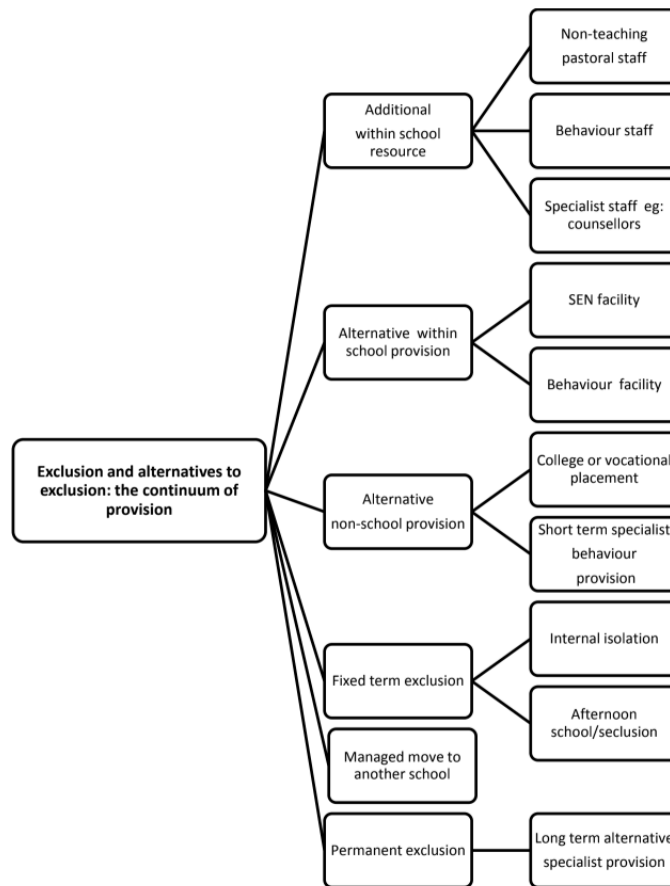 Exclusion and alternatives to
exclusion: the continuum of
provision
Additional
within school
resource
Non-teaching
pastoral staff
Behaviour staff
Specialist staff eg:
counsellors
Alternative within
school provision
SEN facility
Behaviour facility
Alternative
non-school provision
College or vocational
placement
Short term specialist
behaviour
provision
Fixed term exclusion
Internal isolation
Afternoon
school/seclusion
Managed move to
another school
Permanent exclusion
Long term alternative
specialist provision